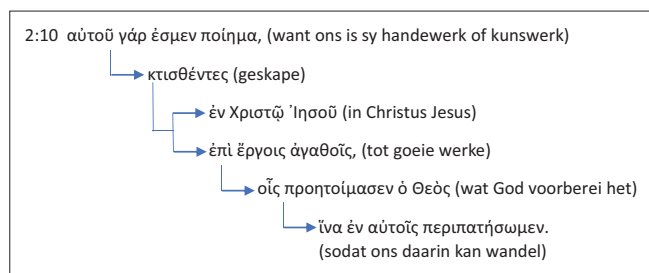 2:10 αὐτοῦ γάρ ἐσμεν ποίημα, (want ons is sy handewerk of kunswerk)
κτισθέντες (geskape)
ἐν Χριστῷ Ἰησοῦ (in Christus Jesus)
ἐπὶ ἔργοις ἀγαθοῖς, (tot goeie werke)
οἷς προητοίμασεν ὁ Θεὸς (wat God voorberei het)
ἵνα ἐν αὐτοῖς περιπατήσωμεν.
(sodat ons daarin kan wandel)